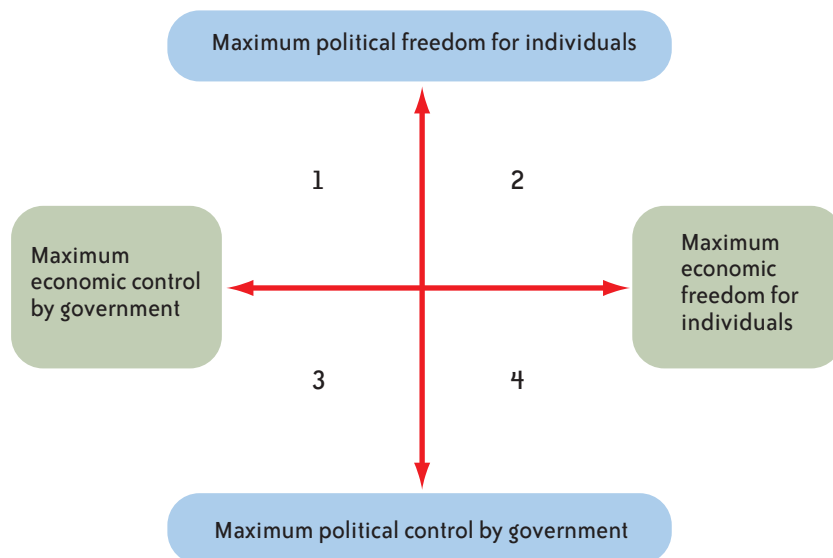 Maximum political freedom for individuals
1
2
Maximum
economic control
by government
Maximum
economic
freedom for
individuals
3
4
Maximum political control by government